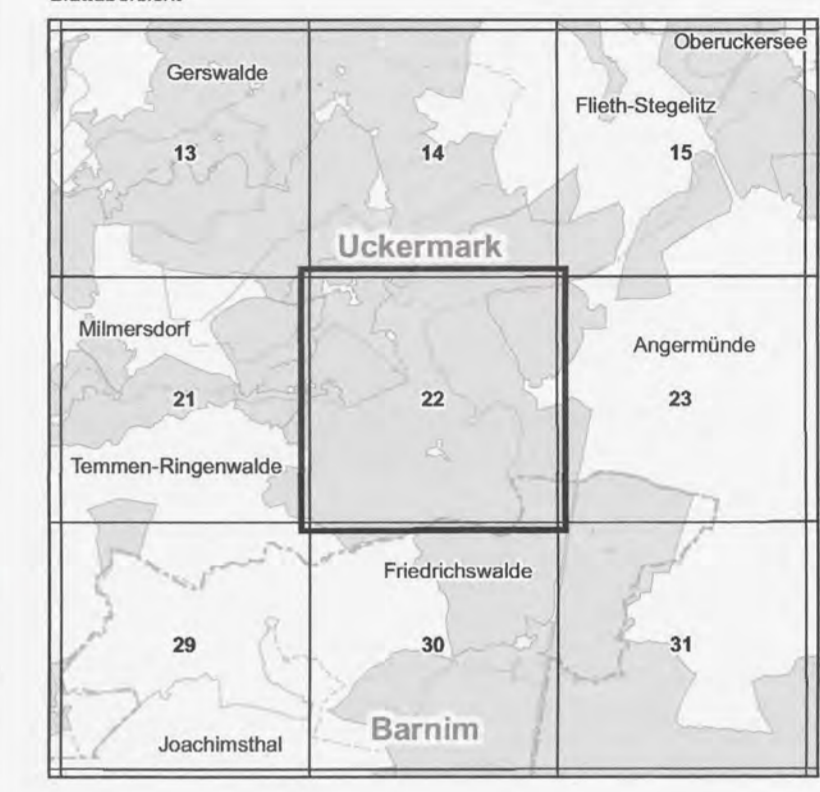 Oberuckersee
Gerswalde
Flieth-Stegelitz
13
14
15
Uckermark
Milmersdorf
Angermünde
21
22
23
Temmen-Ringenwalde
Friedrichswalde
29
30
31
Barnim
Joachimsthal